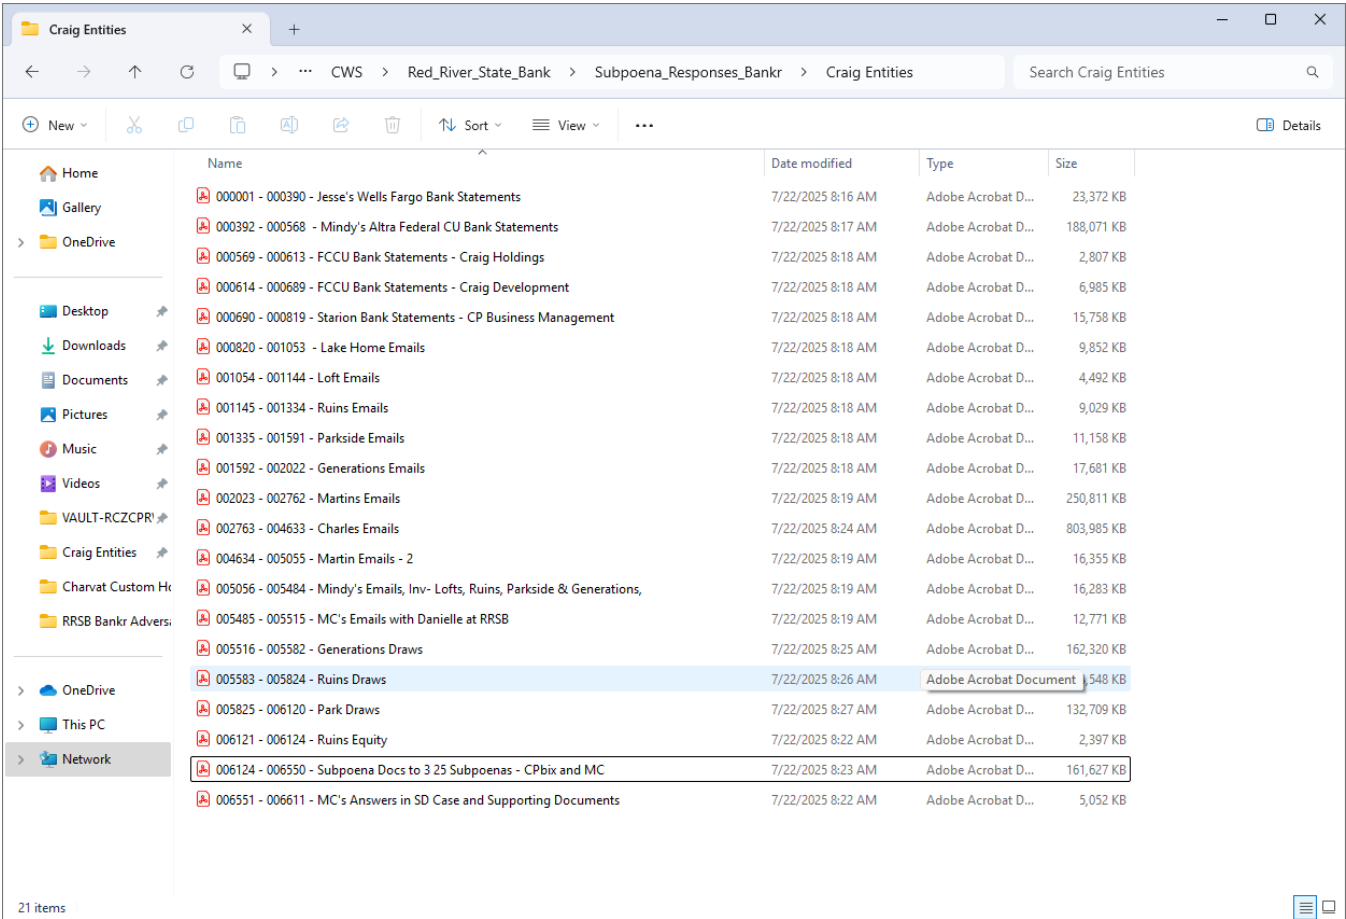 Craig Entities
CWS > Red_River_State_Bank > Subpoena_Responses_Bankr > Craig Entities
Search Craig Entities
New
Sort
View
Details
Name Date modified Type Size
Home
Gallery
OneDrive
Desktop
Downloads
Documents
Pictures
Music
Videos
VAULT-RCZCPR
Craig Entities
Charvat Custom Ho
RRSB Bankr Adversa
OneDrive
This PC
Network
000001 - 000390 - Jesse's Wells Fargo Bank Statements 7/22/2025 8:16 AM Adobe Acrobat D... 23,372 KB
000392 - 000568 - Mindy's Altra Federal CU Bank Statements 7/22/2025 8:17 AM Adobe Acrobat D... 188,071 KB
000569 - 000613 - FCCU Bank Statements - Craig Holdings 7/22/2025 8:18 AM Adobe Acrobat D... 2,807 KB
000614 - 000689 - FCCU Bank Statements - Craig Development 7/22/2025 8:18 AM Adobe Acrobat D... 6,985 KB
000690 - 000819 - Starion Bank Statements - CP Business Management 7/22/2025 8:18 AM Adobe Acrobat D... 15,758 KB
000820 - 001053 - Lake Home Emails 7/22/2025 8:18 AM Adobe Acrobat D... 9,852 KB
001054 - 001144 - Loft Emails 7/22/2025 8:18 AM Adobe Acrobat D... 4,492 KB
001145 - 001334 - Ruins Emails 7/22/2025 8:18 AM Adobe Acrobat D... 9,029 KB
001335 - 001591 - Parkside Emails 7/22/2025 8:18 AM Adobe Acrobat D... 11,158 KB
001592 - 002022 - Generations Emails 7/22/2025 8:18 AM Adobe Acrobat D... 17,681 KB
002023 - 002762 - Martins Emails 7/22/2025 8:19 AM Adobe Acrobat D... 250,811 KB
002763 - 004633 - Charles Emails 7/22/2025 8:24 AM Adobe Acrobat D... 803,985 KB
004634 - 005055 - Martin Emails - 2 7/22/2025 8:19 AM Adobe Acrobat D... 16,355 KB
005056 - 005484 - Mindy's Emails, Inv- Lofts, Ruins, Parkside & Generations, 7/22/2025 8:19 AM Adobe Acrobat D... 16,283 KB
005485 - 005515 - MC's Emails with Danielle at RRSB 7/22/2025 8:19 AM Adobe Acrobat D... 12,771 KB
005516 - 005582 - Generations Draws 7/22/2025 8:25 AM Adobe Acrobat D... 162,320 KB
005583 - 005824 - Ruins Draws 7/22/2025 8:26 AM Adobe Acrobat Document ,548 KB
005825 - 006120 - Park Draws 7/22/2025 8:27 AM Adobe Acrobat D... 132,709 KB
006121 - 006124 - Ruins Equity 7/22/2025 8:22 AM Adobe Acrobat D... 2,397 KB
006124 - 006550 - Subpoena Docs to 3 25 Subpoenas - CPbix and MC 7/22/2025 8:23 AM Adobe Acrobat D... 161,627 KB
006551 - 006611 - MC's Answers in SD Case and Supporting Documents 7/22/2025 8:22 AM Adobe Acrobat D... 5,052 KB
21 items